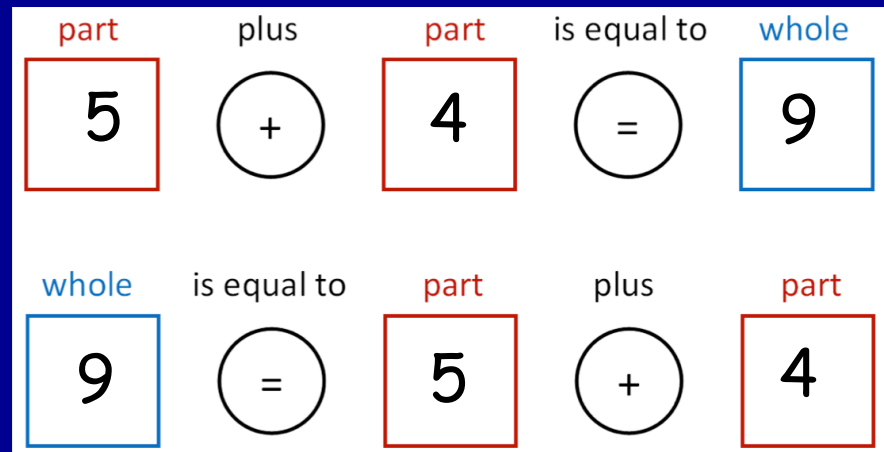 part plus part is equal to whole
5 + 4 = 9
whole is equal to part plus part
9 = 5 + 4